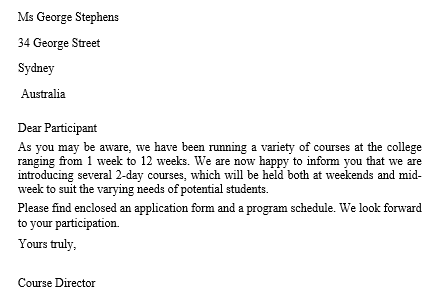 Ms George Stephens
34 George Street
Sydney
Australia
Dear Participant
As you may be aware, we have been running a variety of courses at the college
ranging from 1 week to 12 weeks. We are now happy to inform you that we are
introducing several 2-day courses, which will be held both at weekends and mid-
week to suit the varying needs of potential students.
Please find enclosed an application form and a program schedule. We look forward
to your participation.
Yours truly,
Course Director